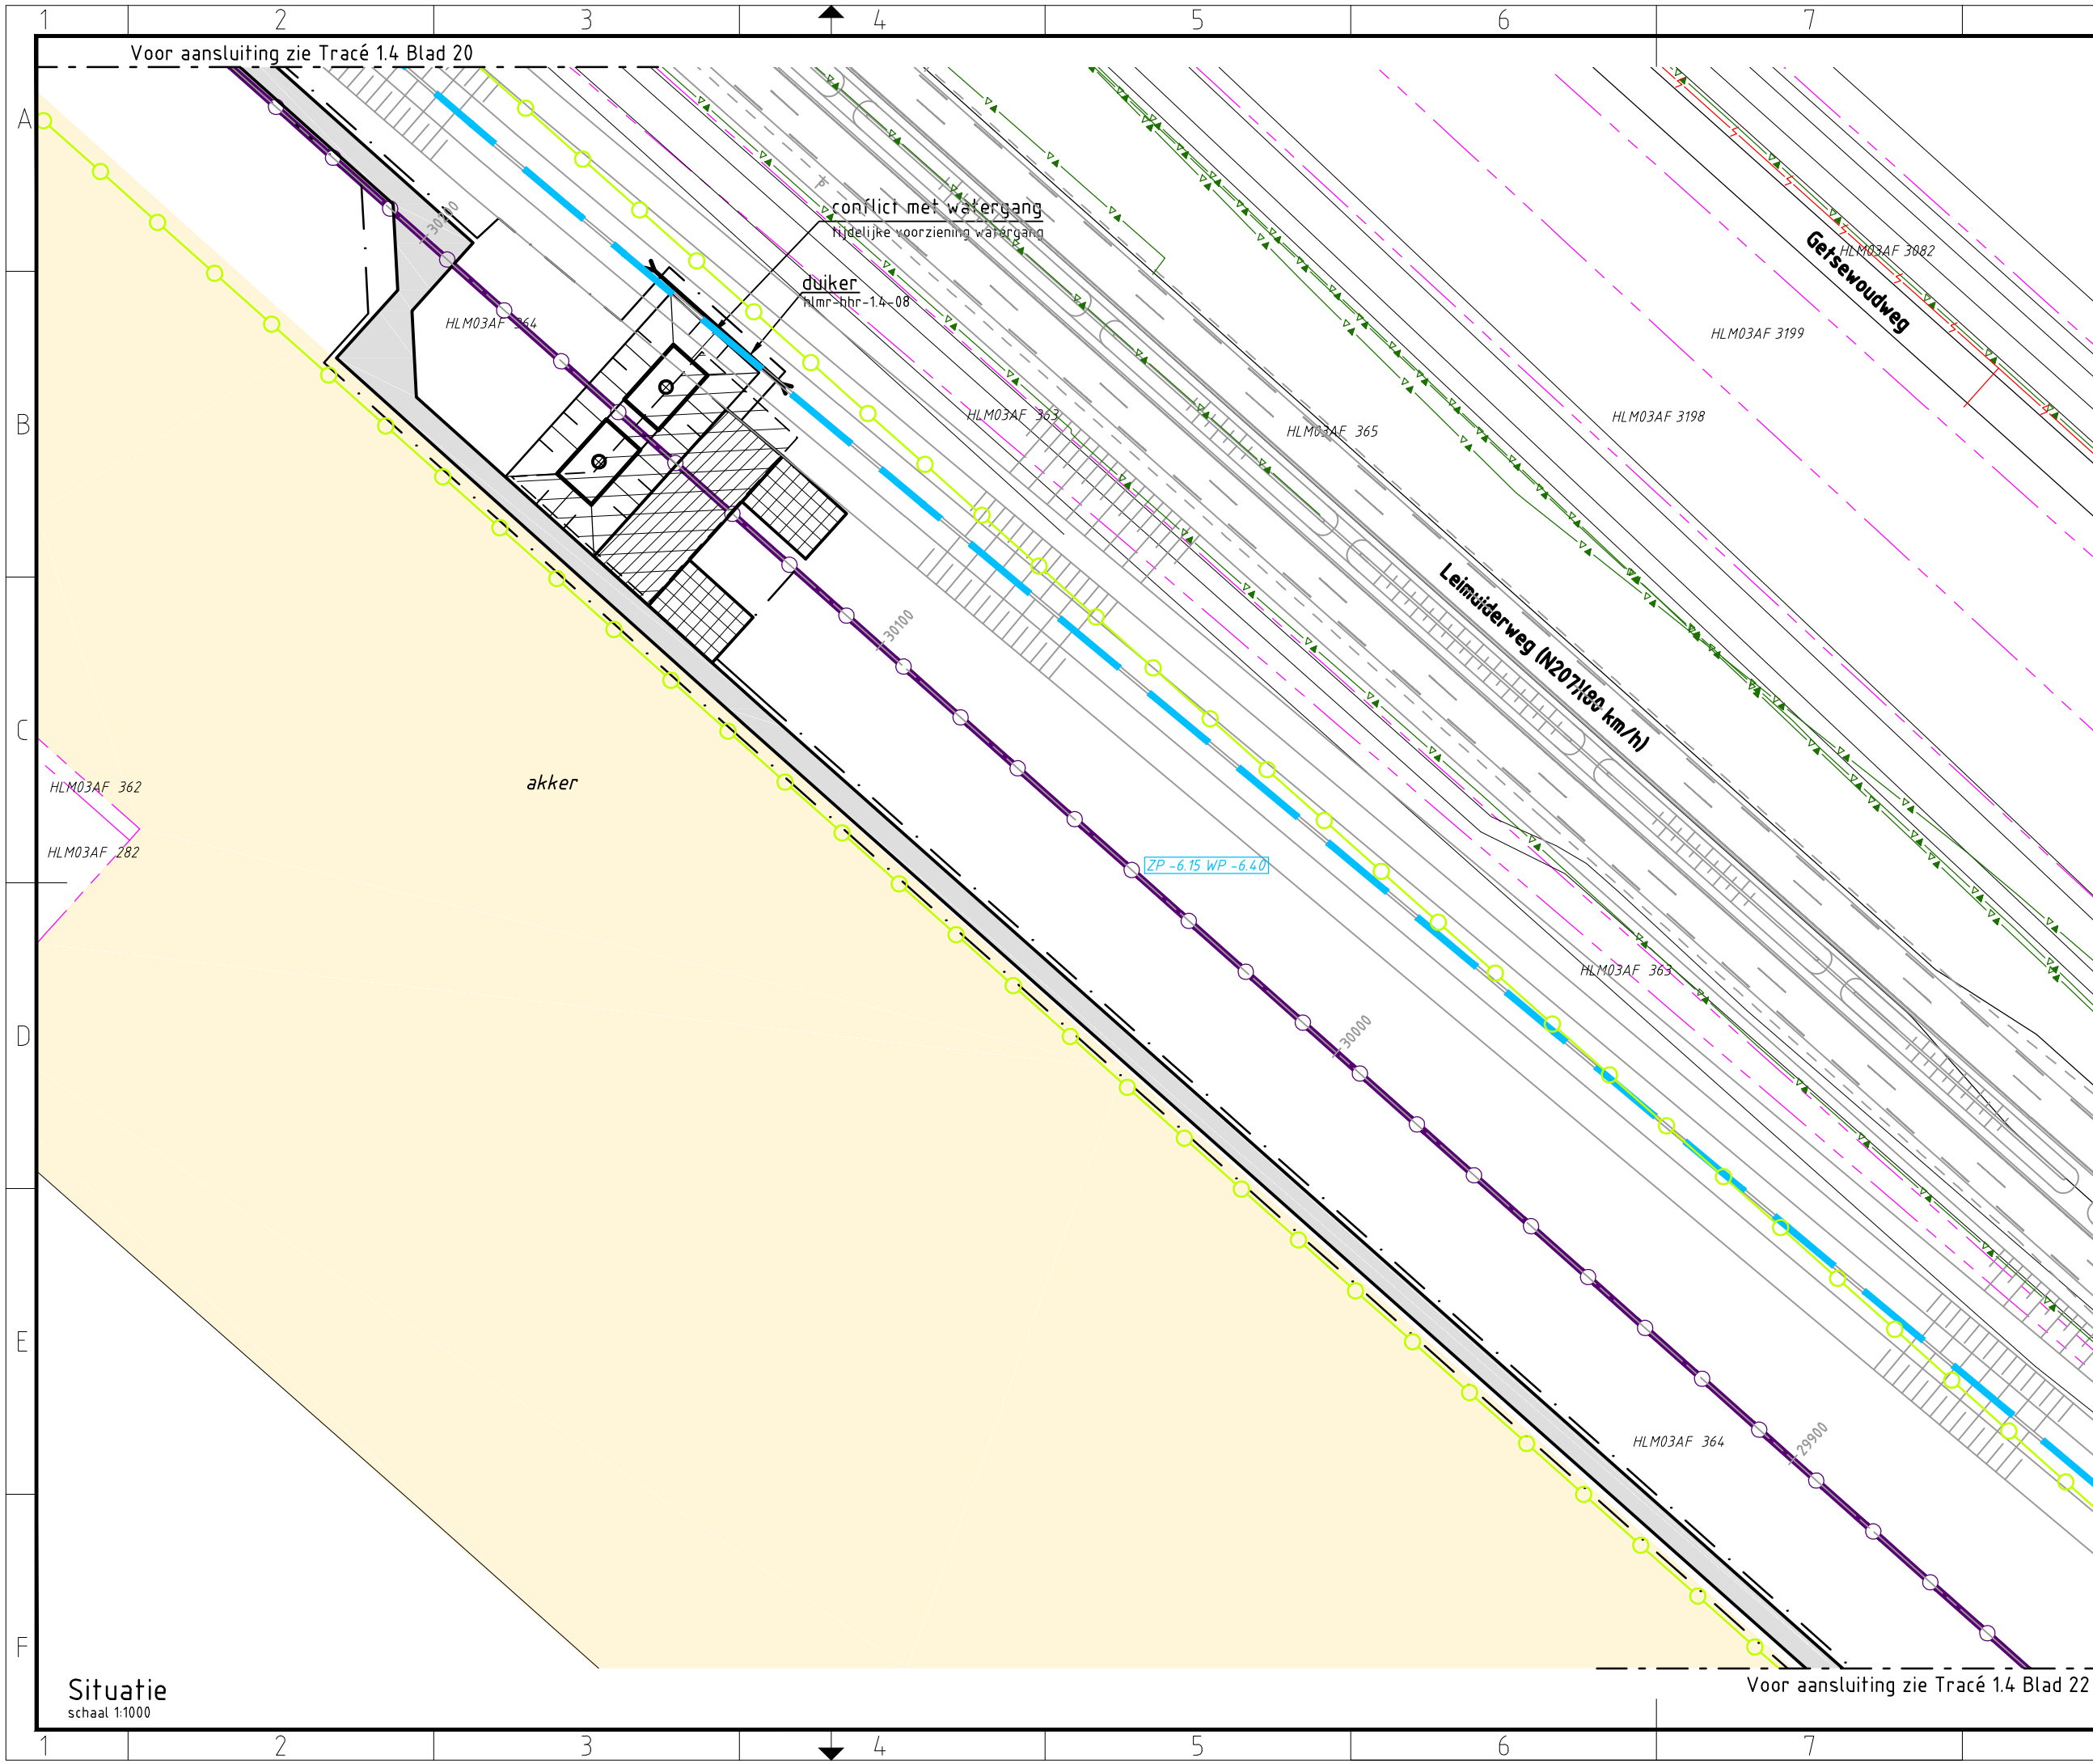 1 2 3 4 5 6 7
Voor aansluiting zie Tracé 1.4 Blad 20
A
B
C
D
E
F
30200
conflict met watergang
tijdelijke voorziening watergang
duiker
hlmr-hhr-1.4-08
Getsewoudweg
HLM03AF 3082
HLM03AF 364
HLM03AF 3199
HLM03AF 363
HLM03AF 365
HLM03AF 3198
30100
Leimuiderweg (N207)(80 km/h)
HLM03AF 362
akker
HLM03AF 282
ZP -6.15 WP -6.40
HLM03AF 363
30000
HLM03AF 364
29900
Situatie
schaal 1:1000
Voor aansluiting zie Tracé 1.4 Blad 22
1 2 3 4 5 6 7